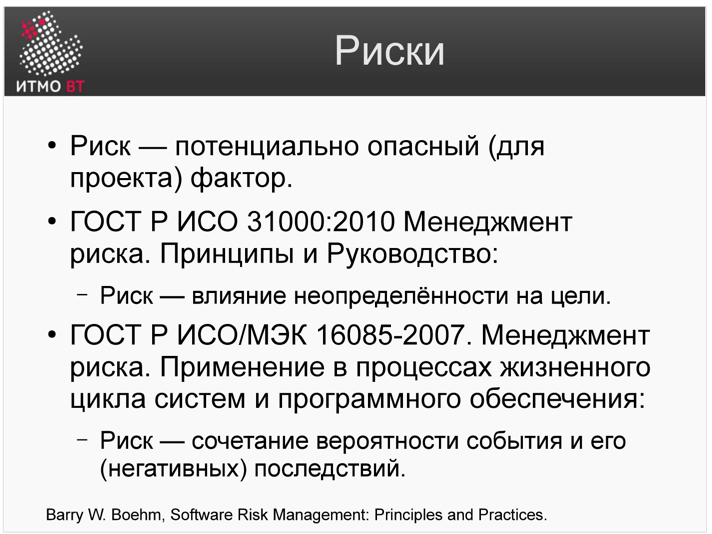 Риски
ИТМО ВТ
• Риск — потенциально опасный (для
проекта) фактор.
• ГОСТ Р ИСО 31000:2010 Менеджмент
риска. Принципы и Руководство:
– Риск — влияние неопределённости на цели.
• ГОСТ Р ИСО/МЭК 16085-2007. Менеджмент
риска. Применение в процессах жизненного
цикла систем и программного обеспечения:
– Риск — сочетание вероятности события и его
(негативных) последствий.
Barry W. Boehm, Software Risk Management: Principles and Practices.